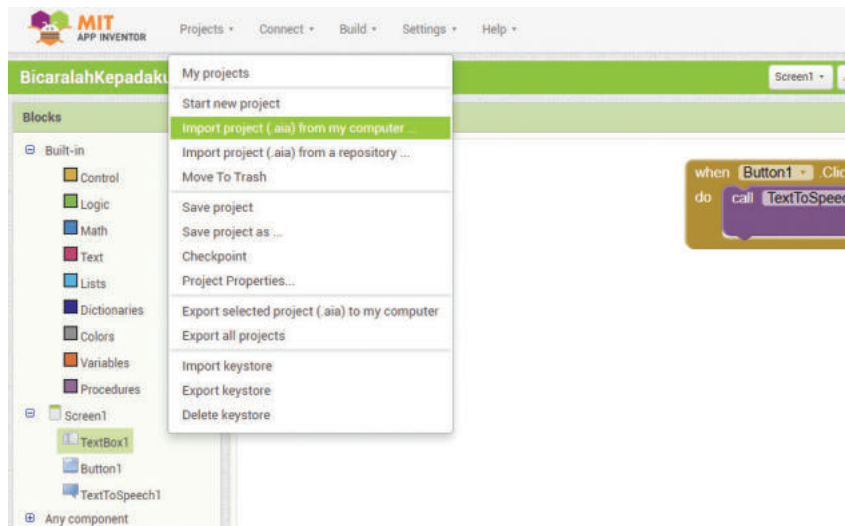 MIT
APP INVENTOR
Projects Connect Build Settings Help
BicaralahKepadaku
Screen1
Blocks
My projects
Start new project
Import project (.aia) from my computer ...
Import project (.aia) from a repository ...
Move To Trash
Save project
Save project as ...
Checkpoint
Project Properties...
Export selected project (.aia) to my computer
Export all projects
Import keystore
Export keystore
Delete keystore
Built-in
Control
Logic
Math
Text
Lists
Dictionaries
Colors
Variables
Procedures
Screen1
TextBox1
Button1
TextToSpeech1
Any component
when Button1 .Clic
do call TextToSpeec